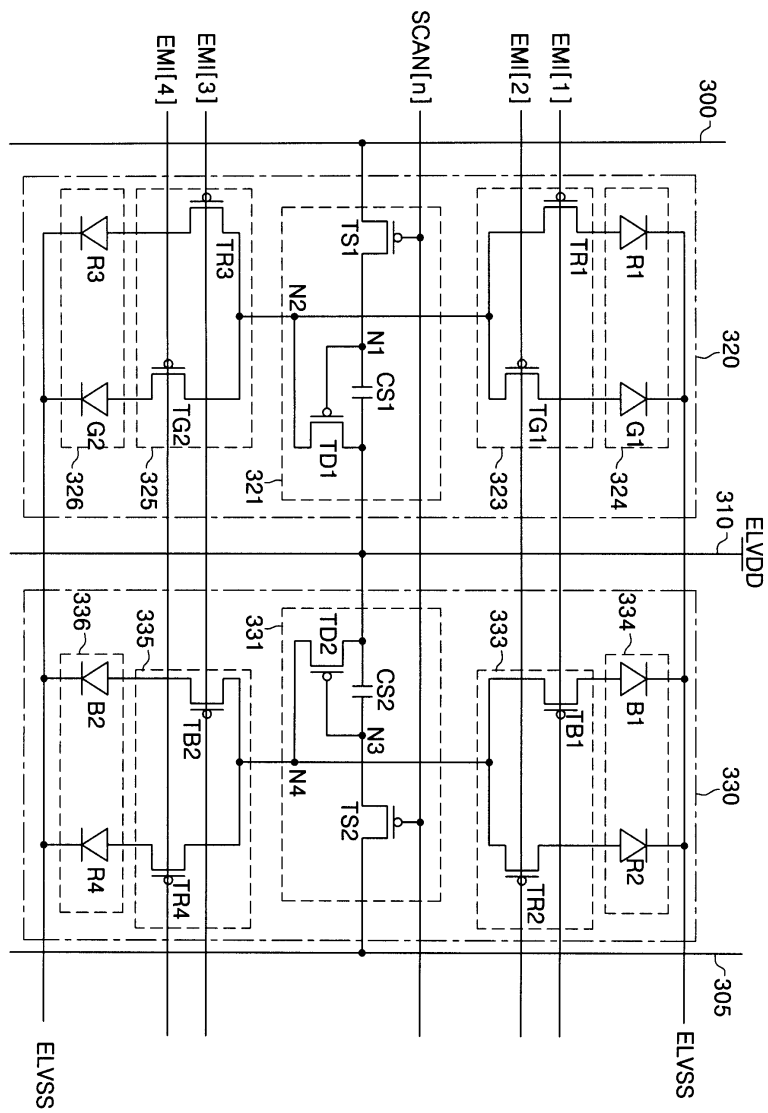 ELVDD
300
310
305
320
330
ELVSS
R1
G1
324
334
B1
R2
EMI[1]
TR1
TG1
323
333
TB1
TR2
EMI[2]
SCAN[n]
TS1
N1
CS1
TD1
N2
321
331
TD2
CS2
N3
N4
TS2
EMI[3]
TR3
TG2
325
335
TB2
TR4
EMI[4]
R3
G2
326
336
B2
R4
ELVSS